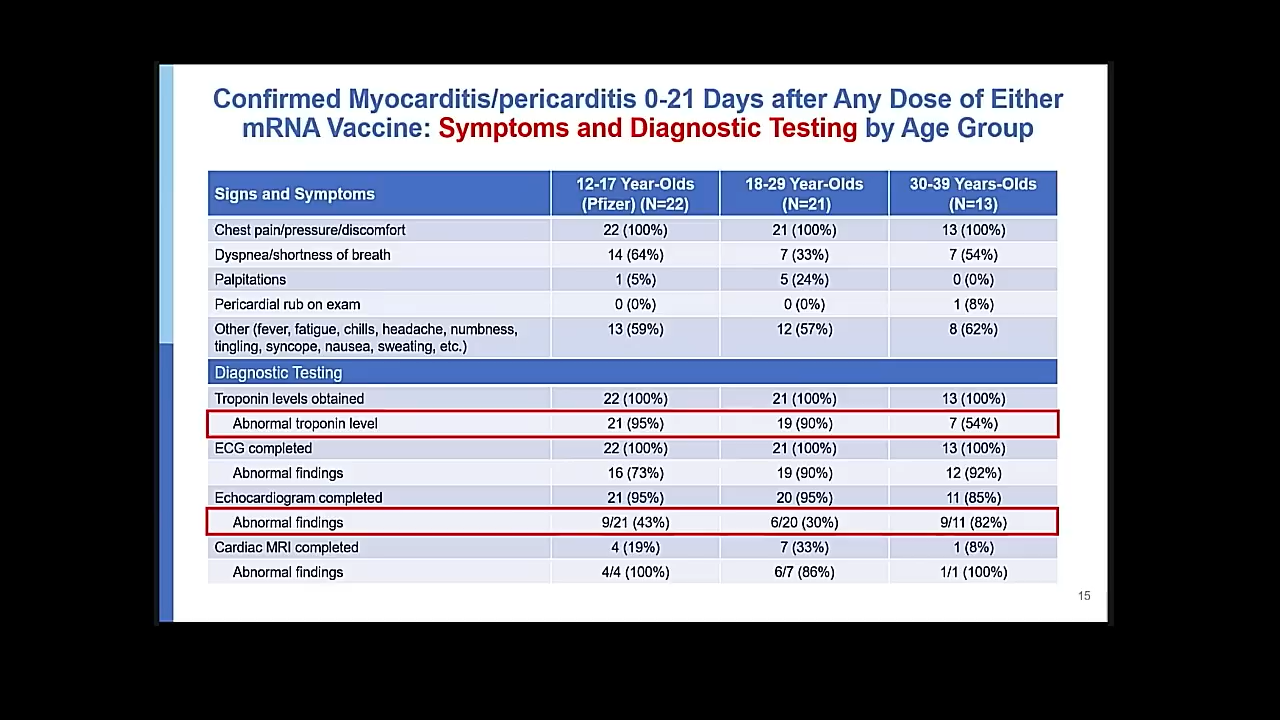 Confirmed Myocarditis/pericarditis 0-21 Days after Any Dose of Either
mRNA Vaccine: Symptoms and Diagnostic Testing by Age Group
Signs and Symptoms
12-17 Year-Olds
(Pfizer) (N=22)
18-29 Year-Olds
(N=21)
30-39 Years-Olds
(N=13)
Chest pain/pressure/discomfort 22 (100%) 21 (100%) 13 (100%)
Dyspnea/shortness of breath 14 (64%) 7 (33%) 7 (54%)
Palpitations 1 (5%) 5 (24%) 0 (0%)
Pericardial rub on exam 0 (0%) 0 (0%) 1 (8%)
Other (fever, fatigue, chills, headache, numbness, 13 (59%) 12 (57%) 8 (62%)
tingling, syncope, nausea, sweating, etc.)
Diagnostic Testing
Troponin levels obtained 22 (100%) 21 (100%) 13 (100%)
Abnormal troponin level 21 (95%) 19 (90%) 7 (54%)
ECG completed 22 (100%) 21 (100%) 13 (100%)
Abnormal findings 16 (73%) 19 (90%) 12 (92%)
Echocardiogram completed 21 (95%) 20 (95%) 11 (85%)
Abnormal findings 9/21 (43%) 6/20 (30%) 9/11 (82%)
Cardiac MRI completed 4 (19%) 7 (33%) 1 (8%)
Abnormal findings 4/4 (100%) 6/7 (86%) 1/1 (100%)
15